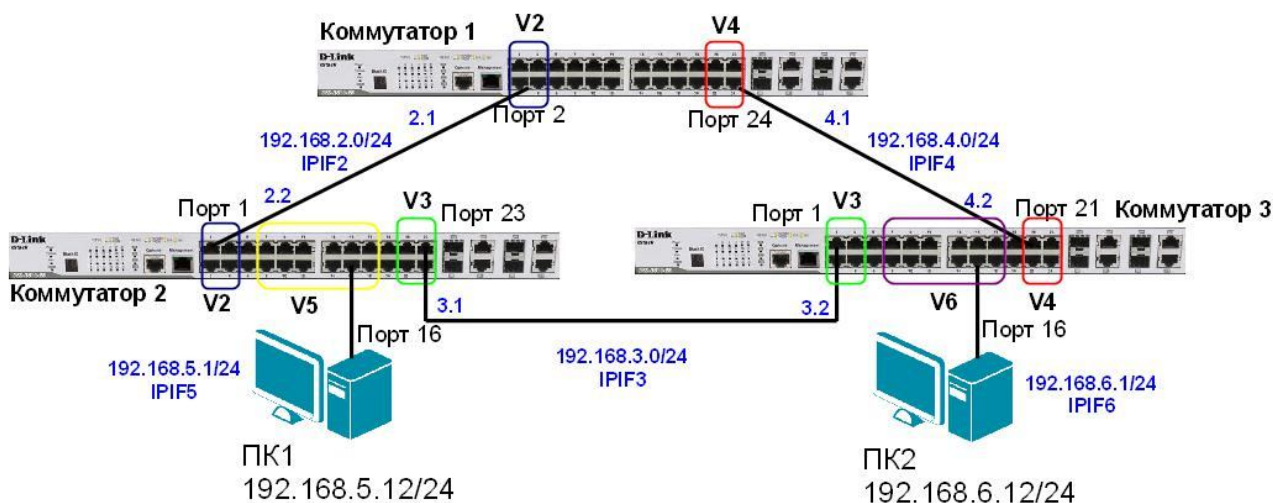 Коммутатор 1
V2
V4
D-Link
Порт 2
Порт 24
2.1
4.1
192.168.2.0/24
IPIF2
192.168.4.0/24
IPIF4
2.2
4.2
Порт 1
V3
Порт 23
Порт 1
V3
Порт 21
Коммутатор 3
D-Link
D-Link
Коммутатор 2
V2
V5
V6
V4
3.1
3.2
Порт 16
Порт 16
192.168.5.1/24
IPIF5
192.168.3.0/24
IPIF3
192.168.6.1/24
IPIF6
ПК1
192.168.5.12/24
ПК2
192.168.6.12/24